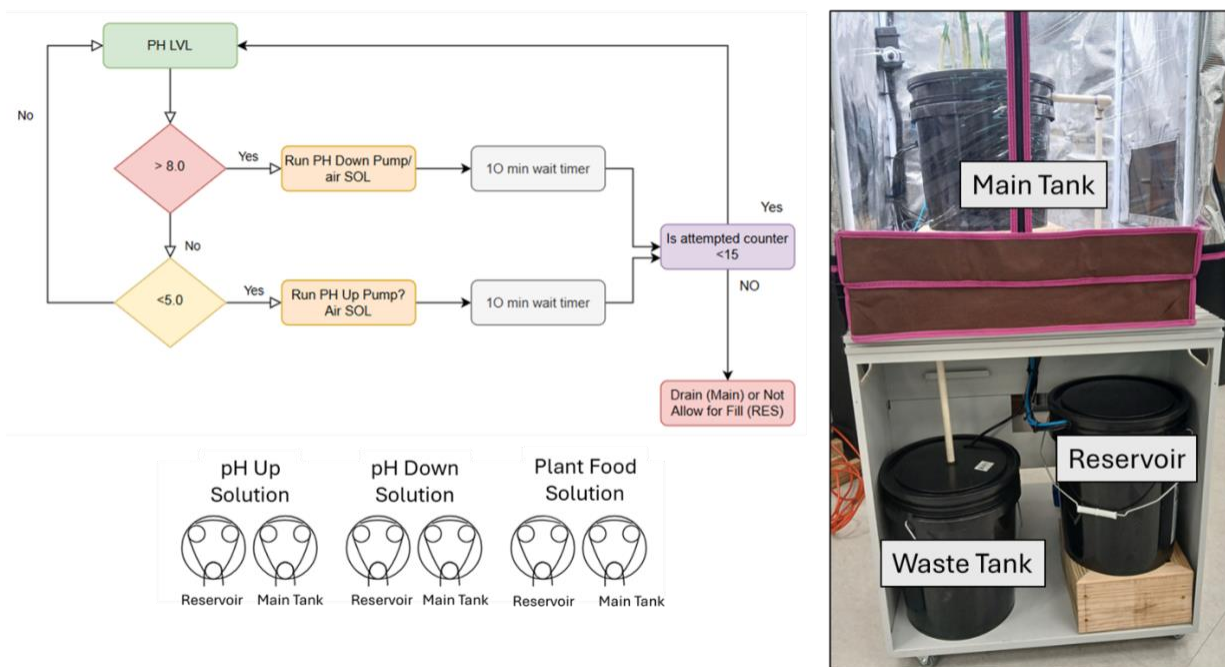 PH LVL
No
> 8.0
Yes
Run PH Down Pump/
air SOL
10 min wait timer
Yes
No
Is attempted counter
<15
<5.0
Yes
Run PH Up Pump?
Air SOL
10 min wait timer
NO
Drain (Main) or Not
Allow for Fill (RES)
pH Up
Solution
pH Down
Solution
Plant Food
Solution
Reservoir
Main Tank
Reservoir
Main Tank
Reservoir
Main Tank
Main Tank
Reservoir
Waste Tank